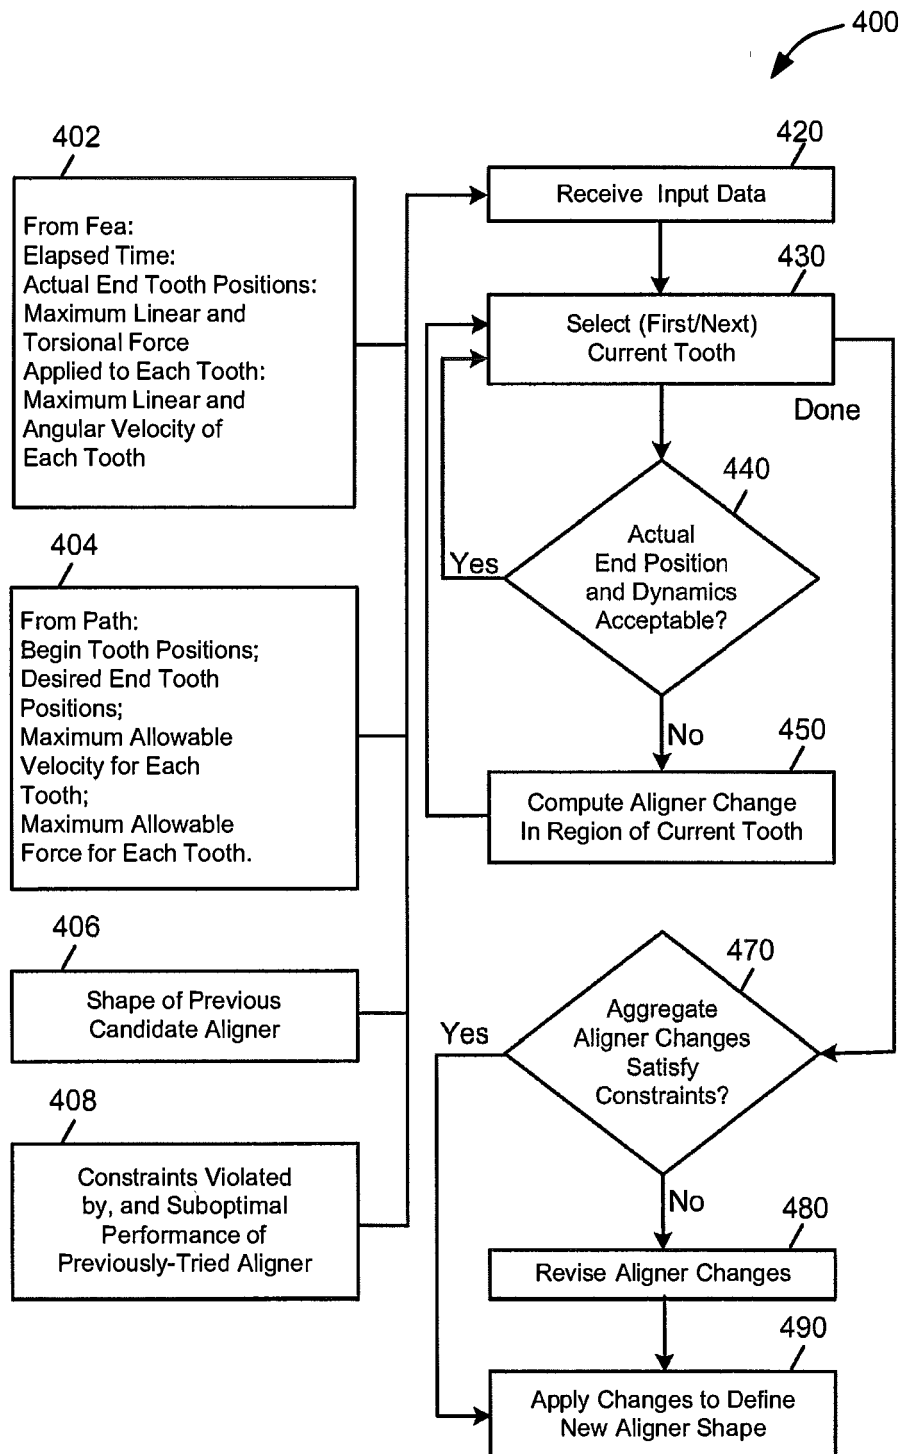 400
402
From Fea:
Elapsed Time:
Actual End Tooth Positions:
Maximum Linear and
Torsional Force
Applied to Each Tooth:
Maximum Linear and
Angular Velocity of
Each Tooth
404
From Path:
Begin Tooth Positions;
Desired End Tooth
Positions;
Maximum Allowable
Velocity for Each
Tooth;
Maximum Allowable
Force for Each Tooth.
406
Shape of Previous
Candidate Aligner
408
Constraints Violated
by, and Suboptimal
Performance of
Previously-Tried Aligner
420
Receive Input Data
430
Select (First/Next)
Current Tooth
Done
440
Actual
End Position
and Dynamics
Acceptable?
Yes
No
450
Compute Aligner Change
In Region of Current Tooth
470
Aggregate
Aligner Changes
Satisfy
Constraints?
Yes
No
480
Revise Aligner Changes
490
Apply Changes to Define
New Aligner Shape